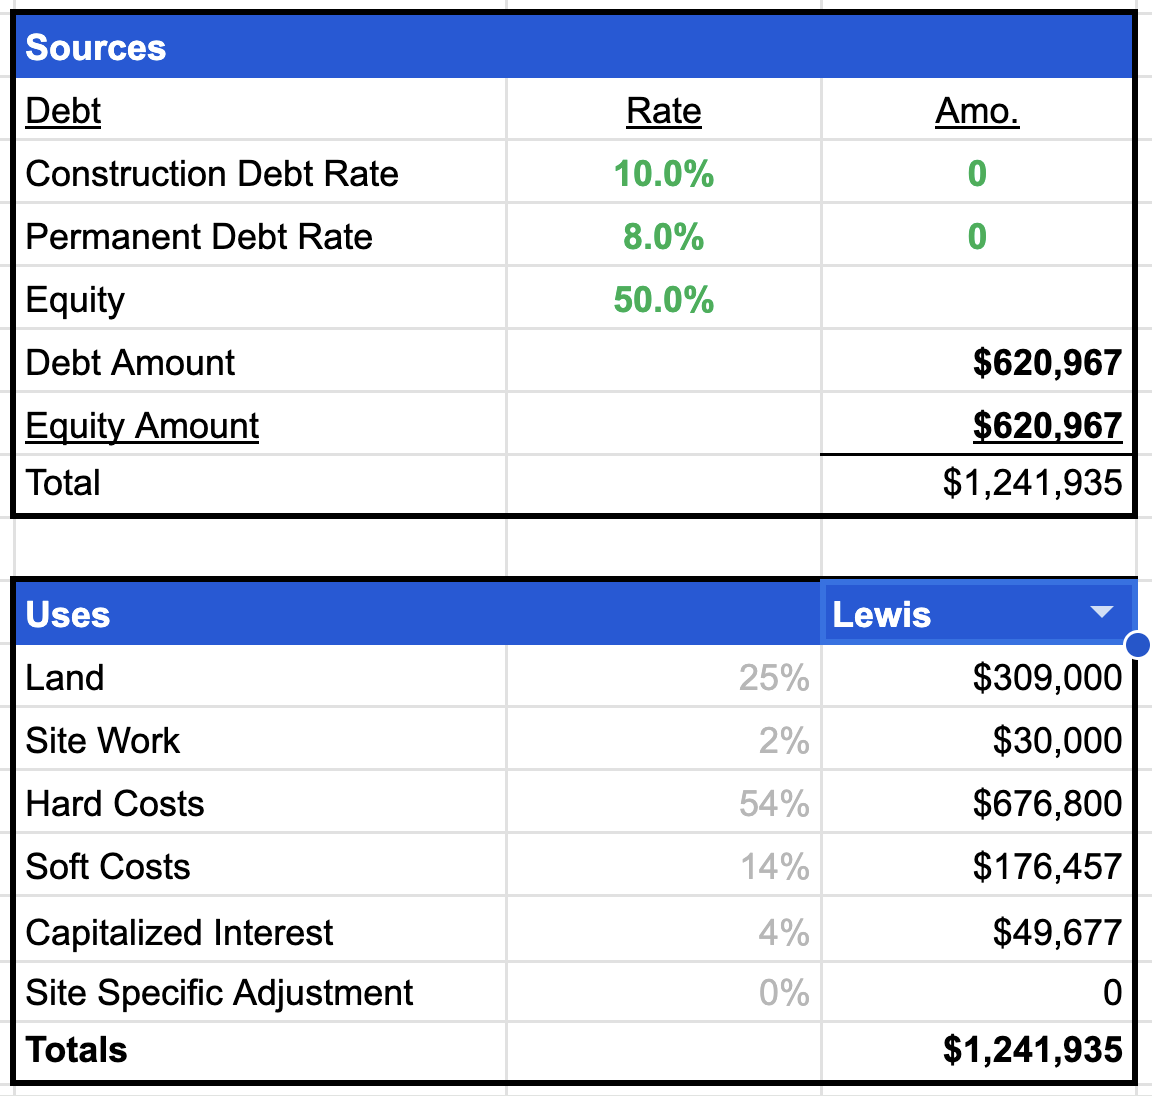 Sources
Debt Rate Amo.
Construction Debt Rate 10.0% 0
Permanent Debt Rate 8.0% 0
Equity 50.0%
Debt Amount $620,967
Equity Amount $620,967
Total $1,241,935
Uses Lewis
Land 25% $309,000
Site Work 2% $30,000
Hard Costs 54% $676,800
Soft Costs 14% $176,457
Capitalized Interest 4% $49,677
Site Specific Adjustment 0% 0
Totals $1,241,935